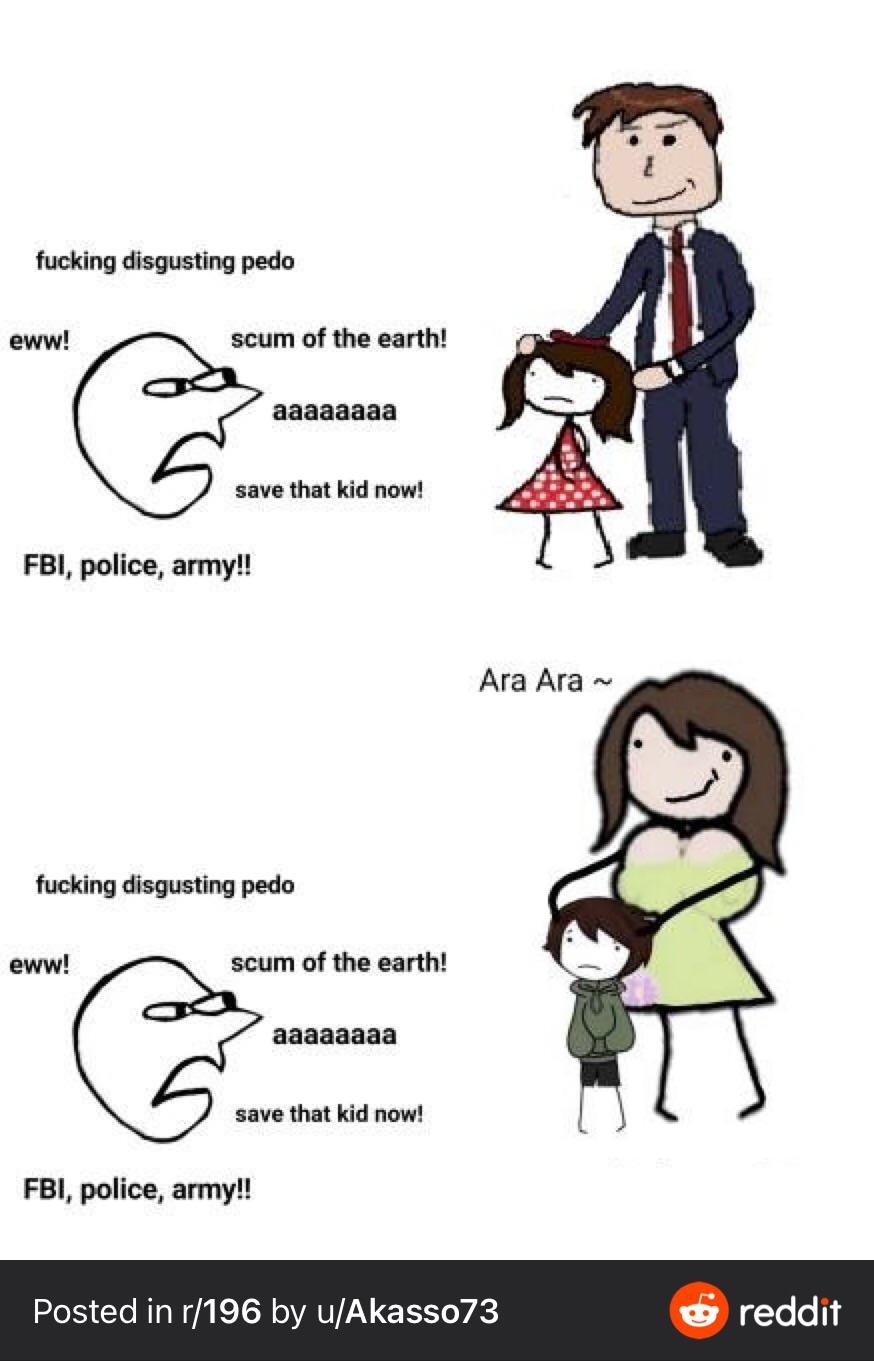 fucking disgusting pedo
eww!
scum of the earth!
aaaaaaaa
save that kid now!
FBI, police, army!!
Ara Ara ~
fucking disgusting pedo
eww!
scum of the earth!
aaaaaaaa
save that kid now!
FBI, police, army!!
Posted in r/196 by u/Akasso73
reddit